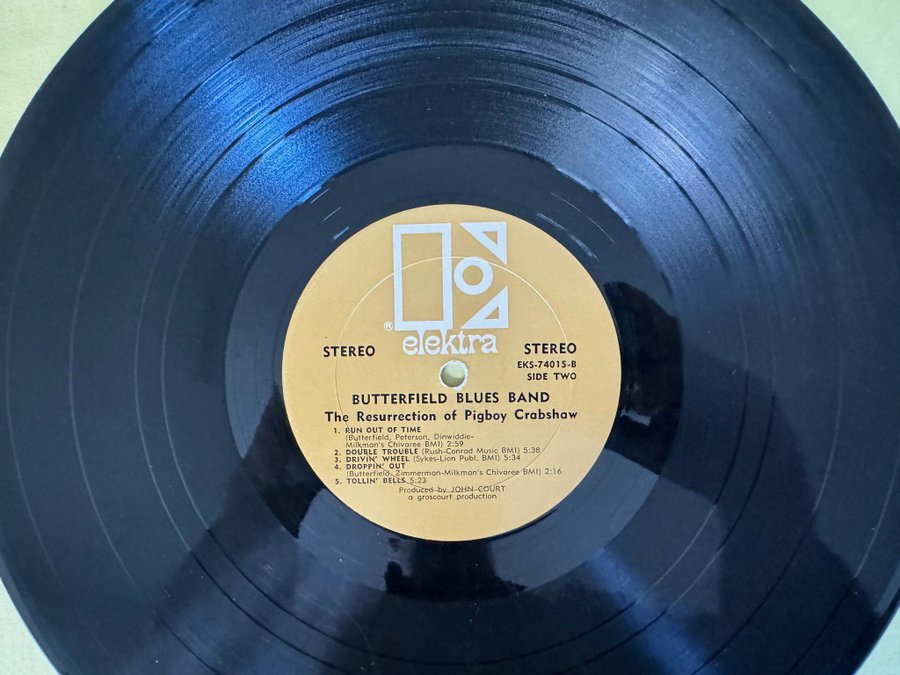 ®
elektra
STEREO STEREO
EKS-74015-B
SIDE TWO
BUTTERFIELD BLUES BAND
The Resurrection of Pigboy Crabshaw
1. RUN OUT OF TIME
(Butterfield, Peterson, Dinwiddie-
Milkman's Chivaree BMI) 2:59
2. DOUBLE TROUBLE (Rush-Conrad Music BMI) 5:38
3. DRIVIN' WHEEL (Sykes-Lion Publ. BMI) 5:34
4. DROPPIN' OUT
(Butterfield, Zimmerman-Milkman's Chivaree BMI) 2:16
5. TOLLIN' BELLS 5:23
Produced by JOHN COURT
a groscourt production